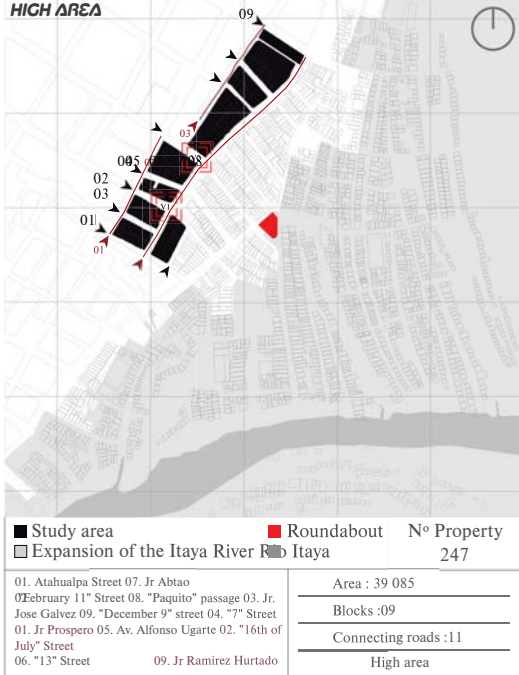 HIGH AREA
09
03
08
02
03
V1
01
01
Study area
Roundabout
Nº Property
Expansion of the Itaya River
Río Itaya
247
01. Atahualpa Street 07. Jr Abtao
"February 11" Street 08. "Paquito" passage 03. Jr.
Jose Galvez 09. "December 9" street 04. "7" Street
01. Jr Prospero 05. Av. Alfonso Ugarte 02. "16th of
July" Street
06. "13" Street 09. Jr Ramirez Hurtado
Area : 39 085
Blocks :09
Connecting roads :11
High area